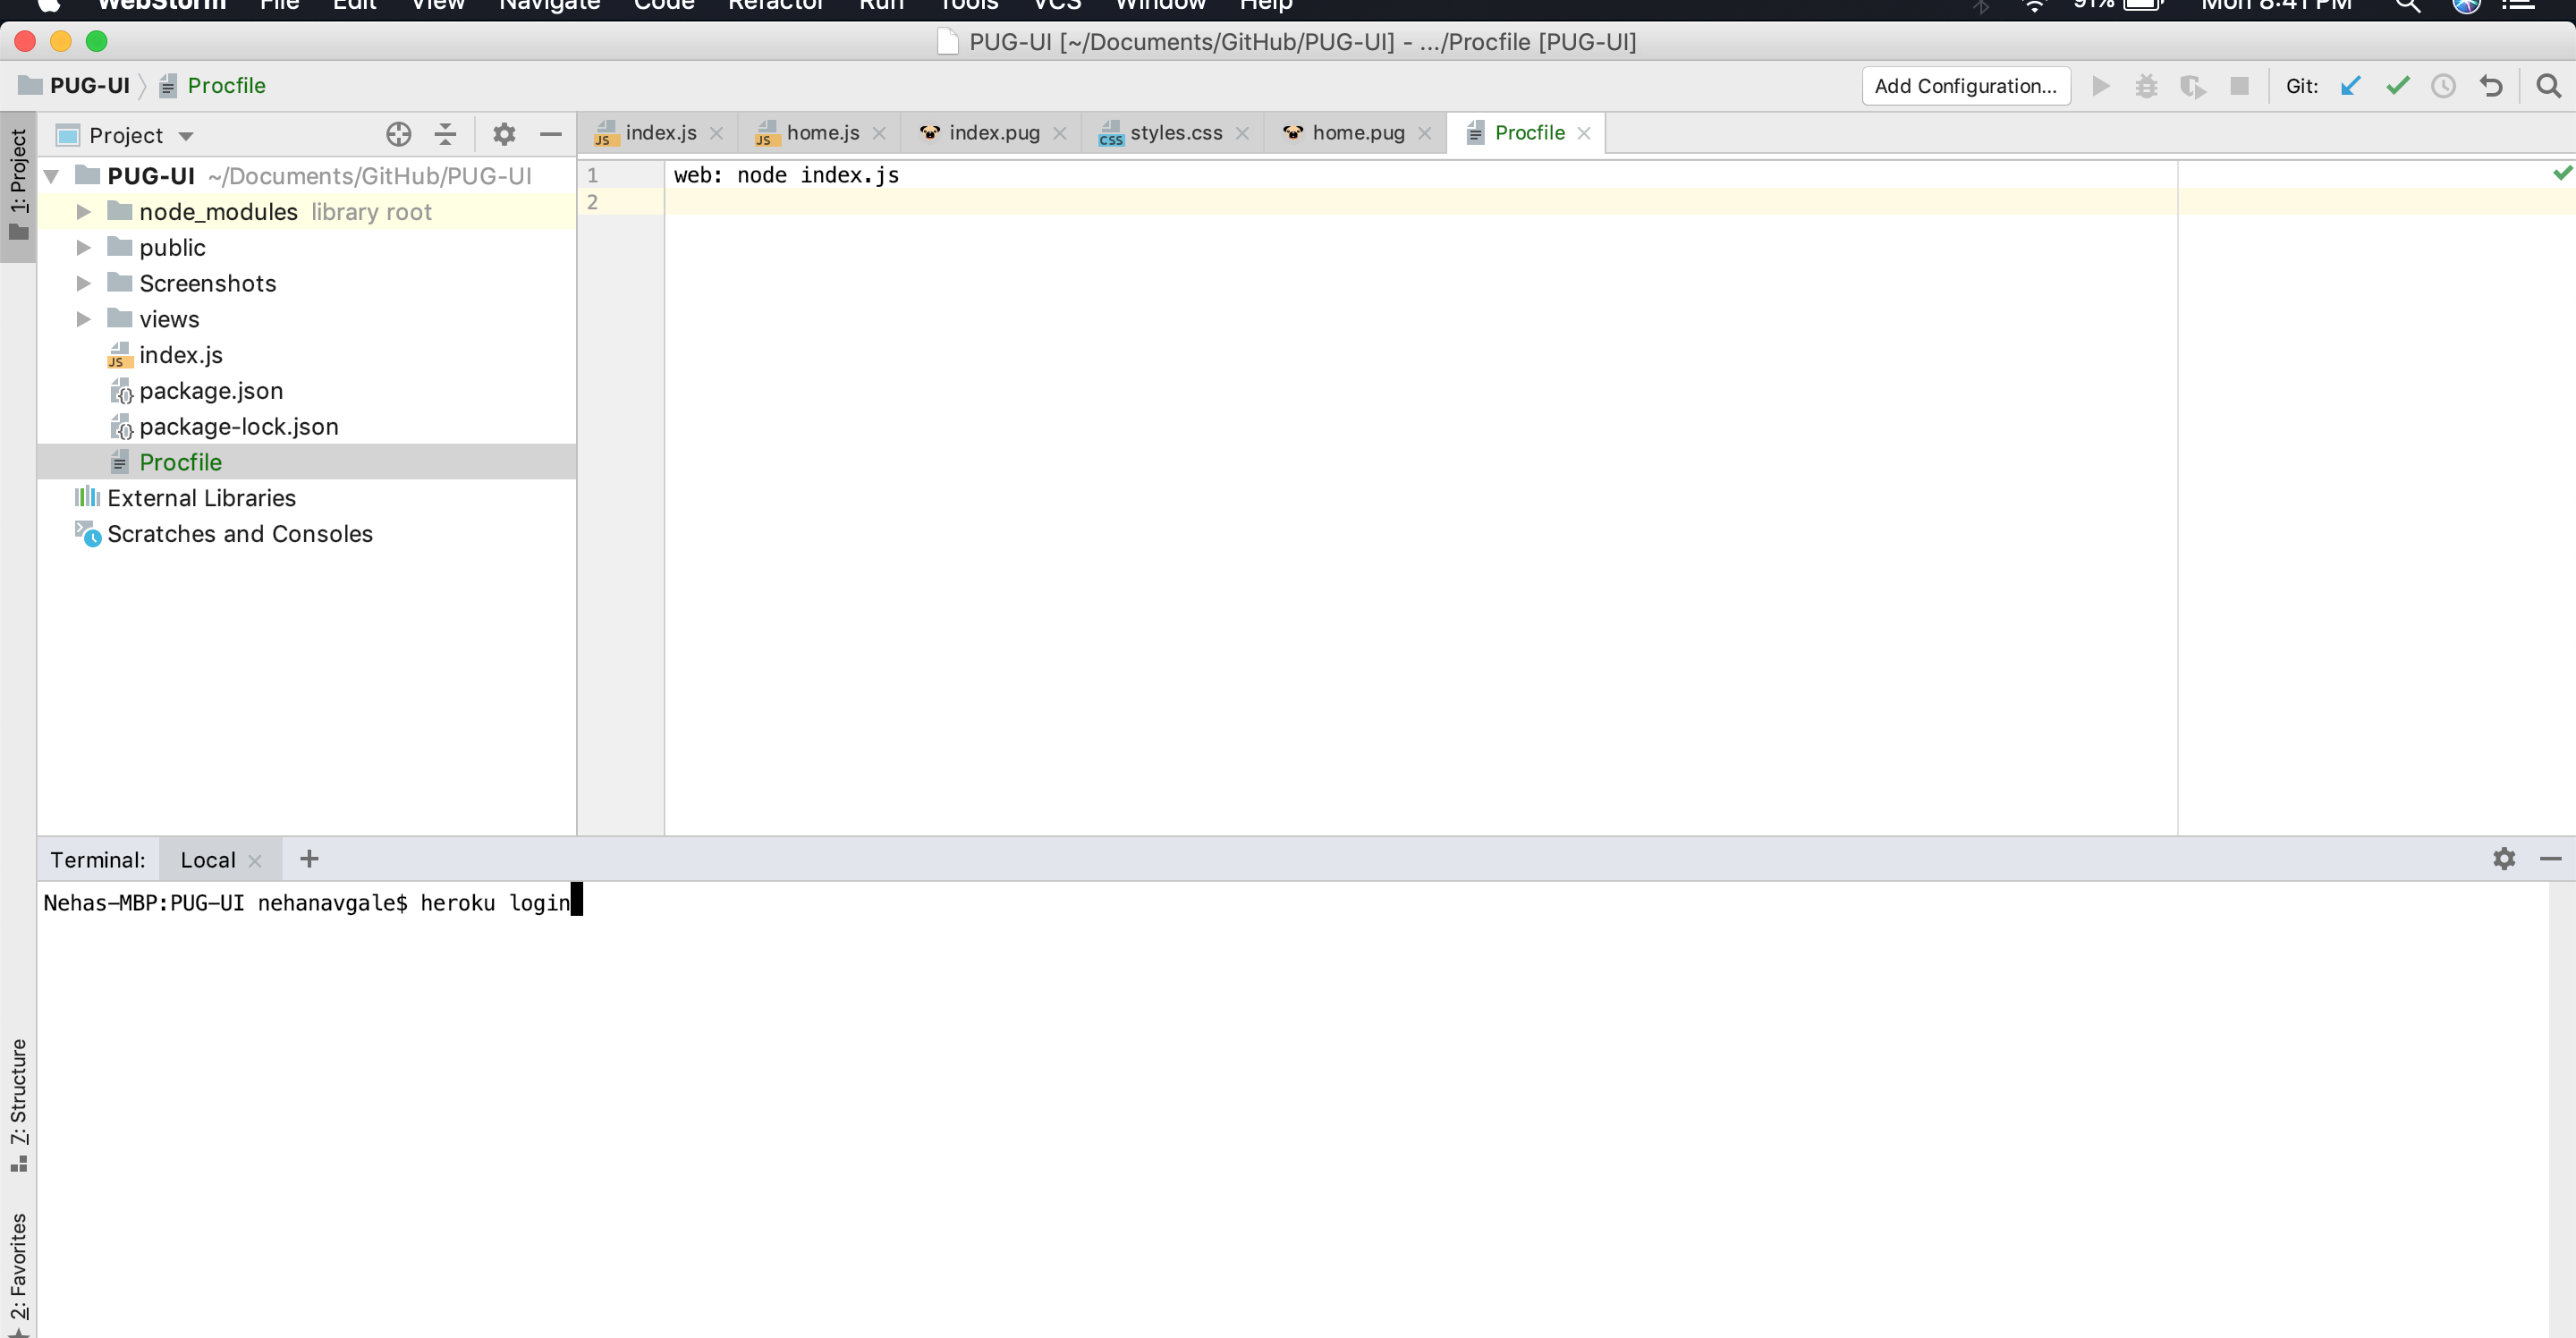 WebStorm File Edit View Navigate Code Refactor Run Tools VCS Window Help 91% Mon 8:41 PM
PUG-UI [~/Documents/GitHub/PUG-UI] - .../Procfile [PUG-UI]
PUG-UI Procfile Add Configuration... Git:
1: Project
Project
index.js home.js index.pug styles.css home.pug Procfile
PUG-UI ~/Documents/GitHub/PUG-UI
node_modules library root
public
Screenshots
views
index.js
package.json
package-lock.json
Procfile
External Libraries
Scratches and Consoles
1 web: node index.js
2
Terminal: Local
Nehas-MBP:PUG-UI nehanavgale$ heroku login
7: Structure
2: Favorites